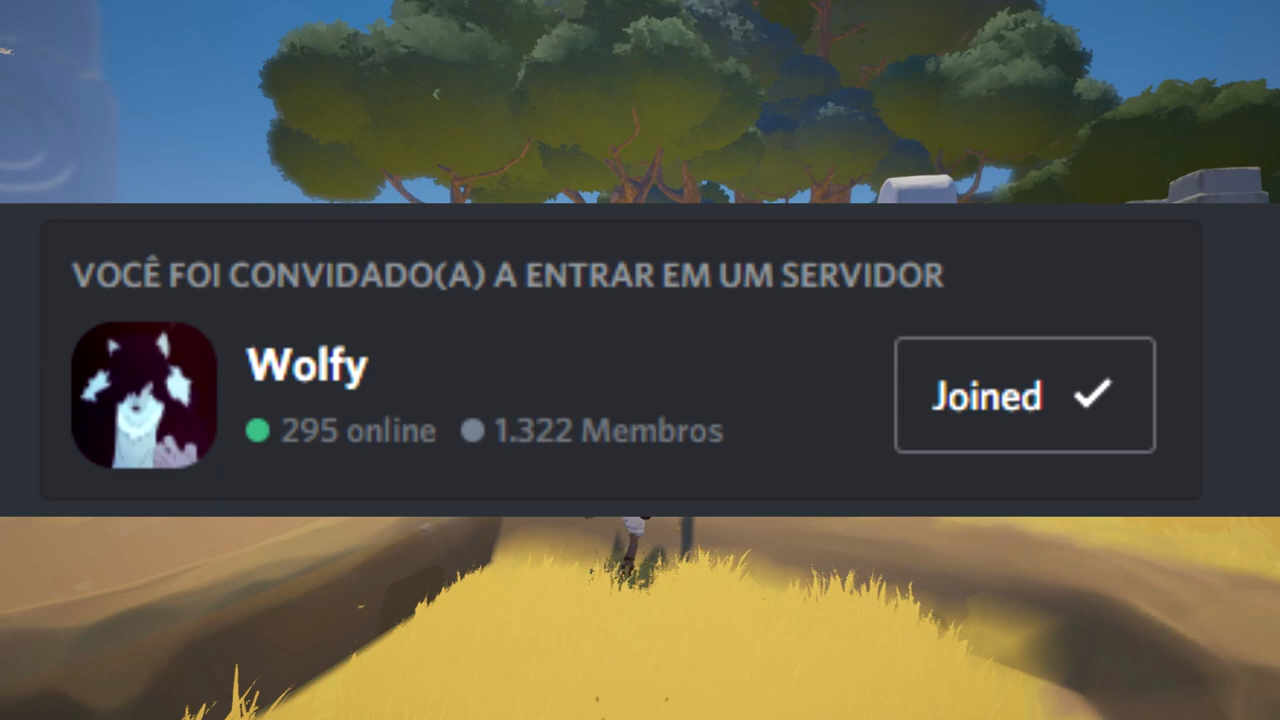 VOCÊ FOI CONVIDADO(A) A ENTRAR EM UM SERVIDOR
Wolfy
295 online 1.322 Membros
Joined